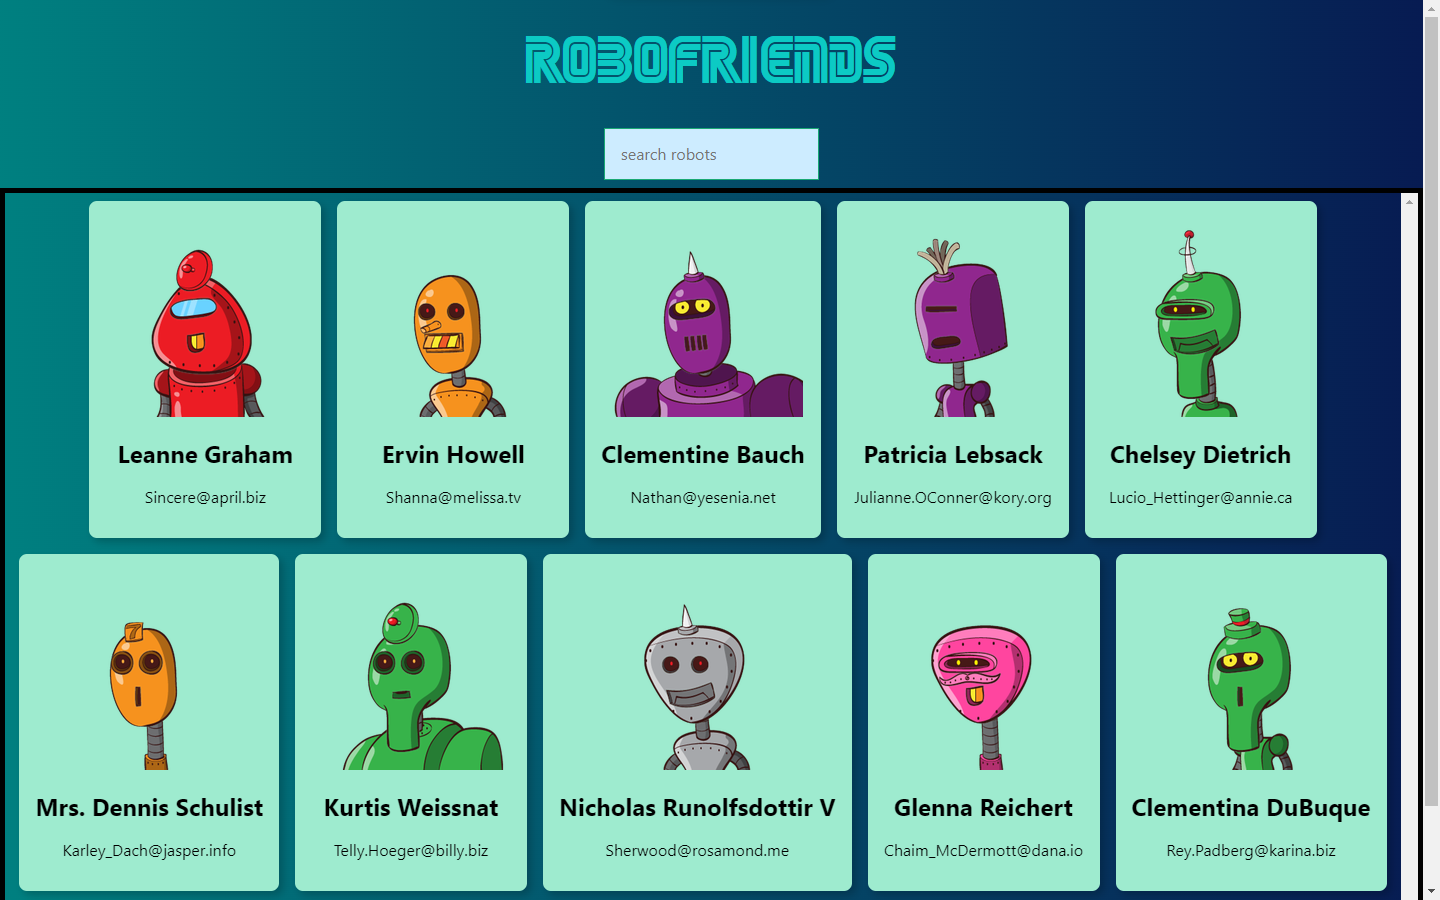 ROBOFRIENDS
search robots
Leanne Graham
Sincere@april.biz
Ervin Howell
Shanna@melissa.tv
Clementine Bauch
Nathan@yesenia.net
Patricia Lebsack
Julianne.OConner@kory.org
Chelsey Dietrich
Lucio_Hettinger@annie.ca
7
Mrs. Dennis Schulist
Karley_Dach@jasper.info
Kurtis Weissnat
Telly.Hoeger@billy.biz
Nicholas Runolfsdottir V
Sherwood@rosamond.me
Glenna Reichert
Chaim_McDermott@dana.io
Clementina DuBuque
Rey.Padberg@karina.biz